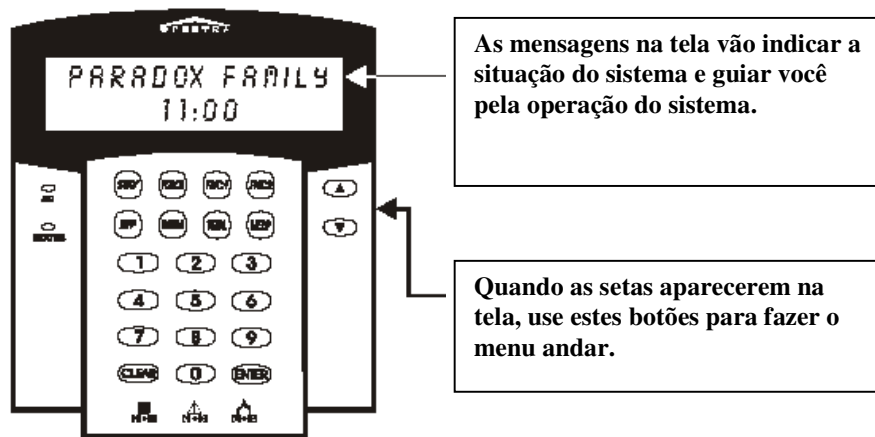 SPECTRA
PARADOX FAMILY
11:00
As mensagens na tela vão indicar a
situação do sistema e guiar você
pela operação do sistema.
Quando as setas aparecerem na
tela, use estes botões para fazer o
menu andar.
1 2 3
4 5 6
7 8 9
CLEAR 0 ENTER